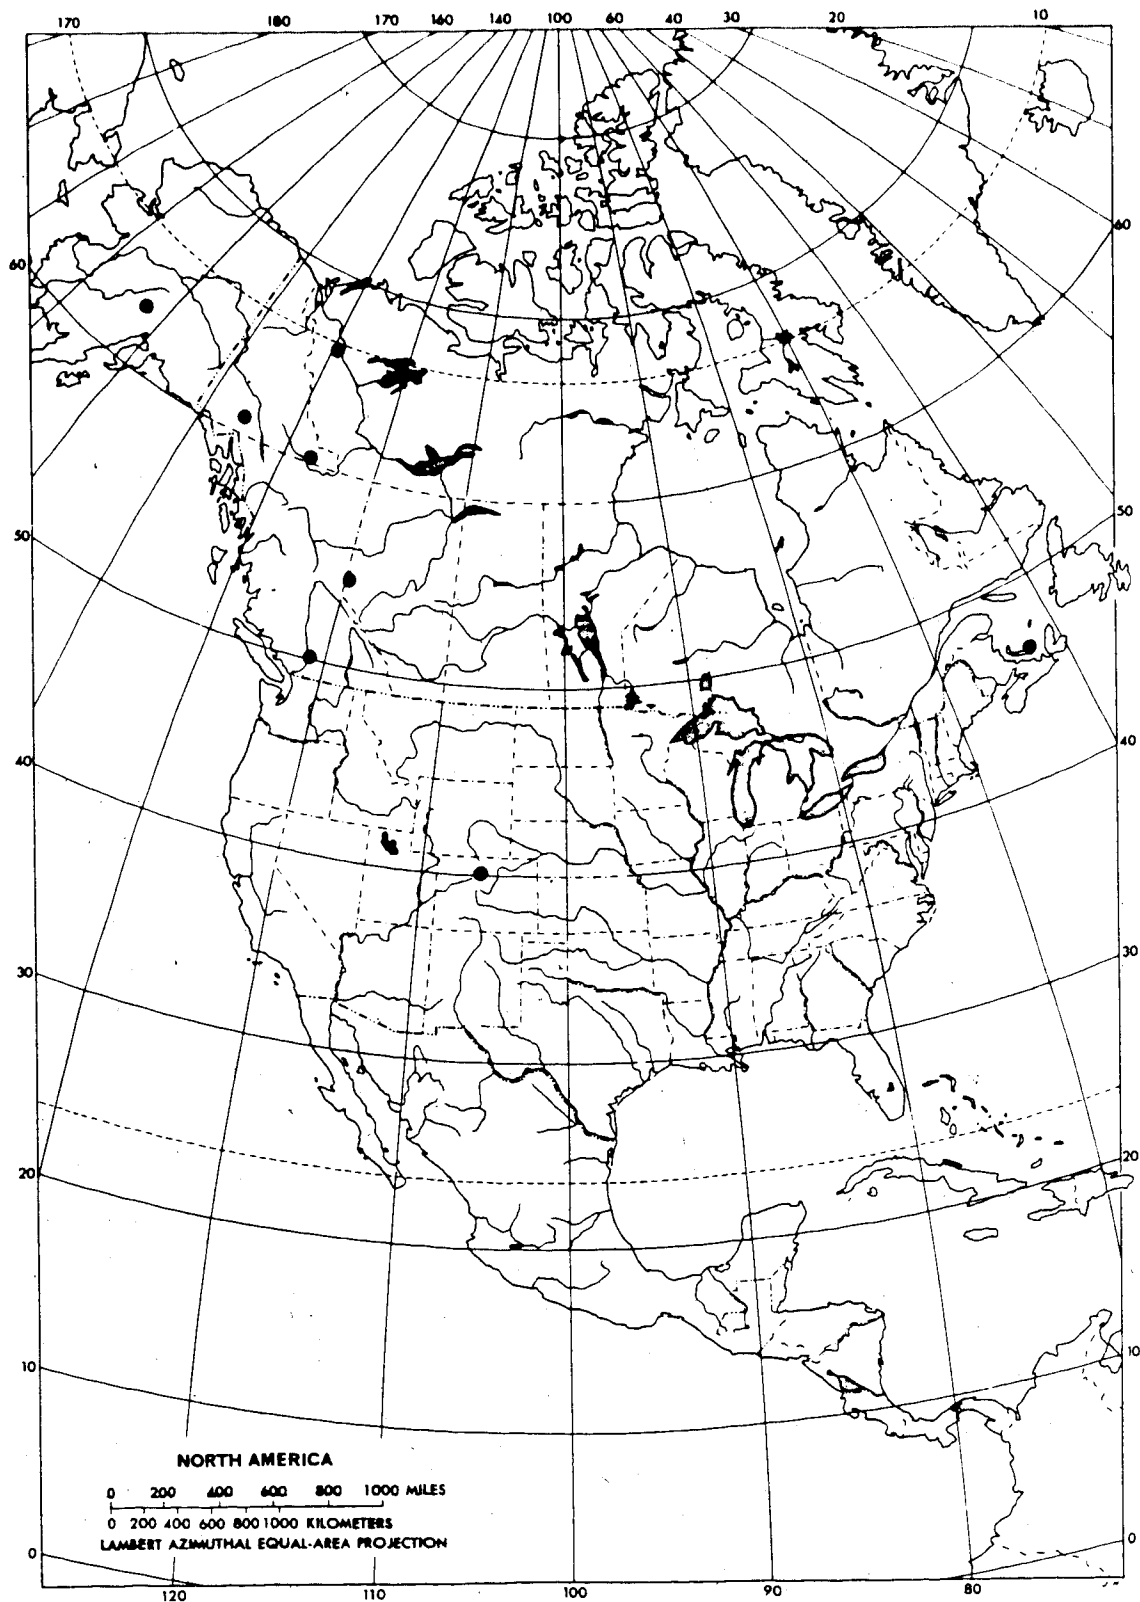 170 180 170 140 100 60 40 30 20 10
60 60
50 50
40 40
30 30
20 20
10 10
NORTH AMERICA
0 200 400 600 800 1000 MILES
0 200 400 600 800 1000 KILOMETERS
LAMBERT AZIMUTHAL EQUAL-AREA PROJECTION
0 0
120 110 100 90 80